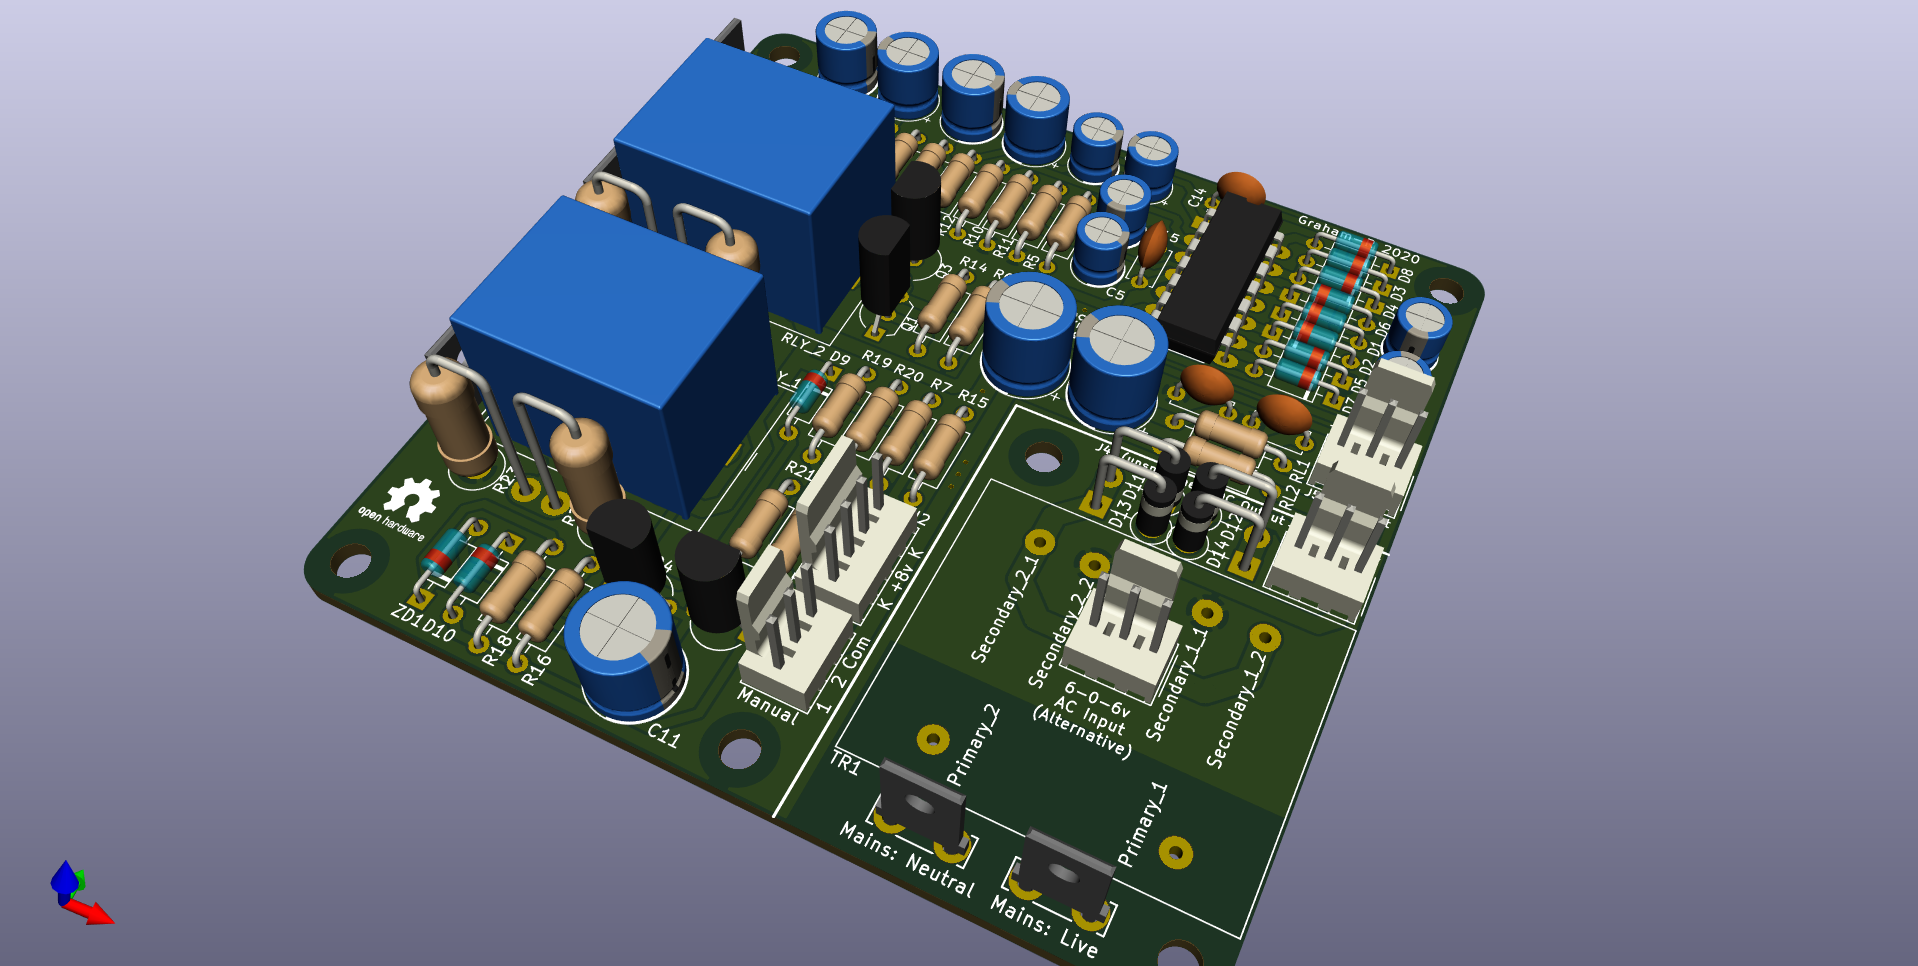 C14
Graham
2020
R12
R10
R11
R5
5
C5
R14
D8
D3
D4
D6
D1
D2
D5
D7
RLY_2
D9
R19
R20
R7
R15
R21
RL1
RL2
D13
D11
D14
D12
open hardware
ZD1
D10
R18
R16
C11
Manual
1 2 Com
K +8v K
Secondary_2_1
Secondary_2_2
Secondary_1_1
Secondary_1_2
6-0-6v
AC Input
(Alternative)
TR1
Primary_2
Primary_1
Mains: Neutral
Mains: Live